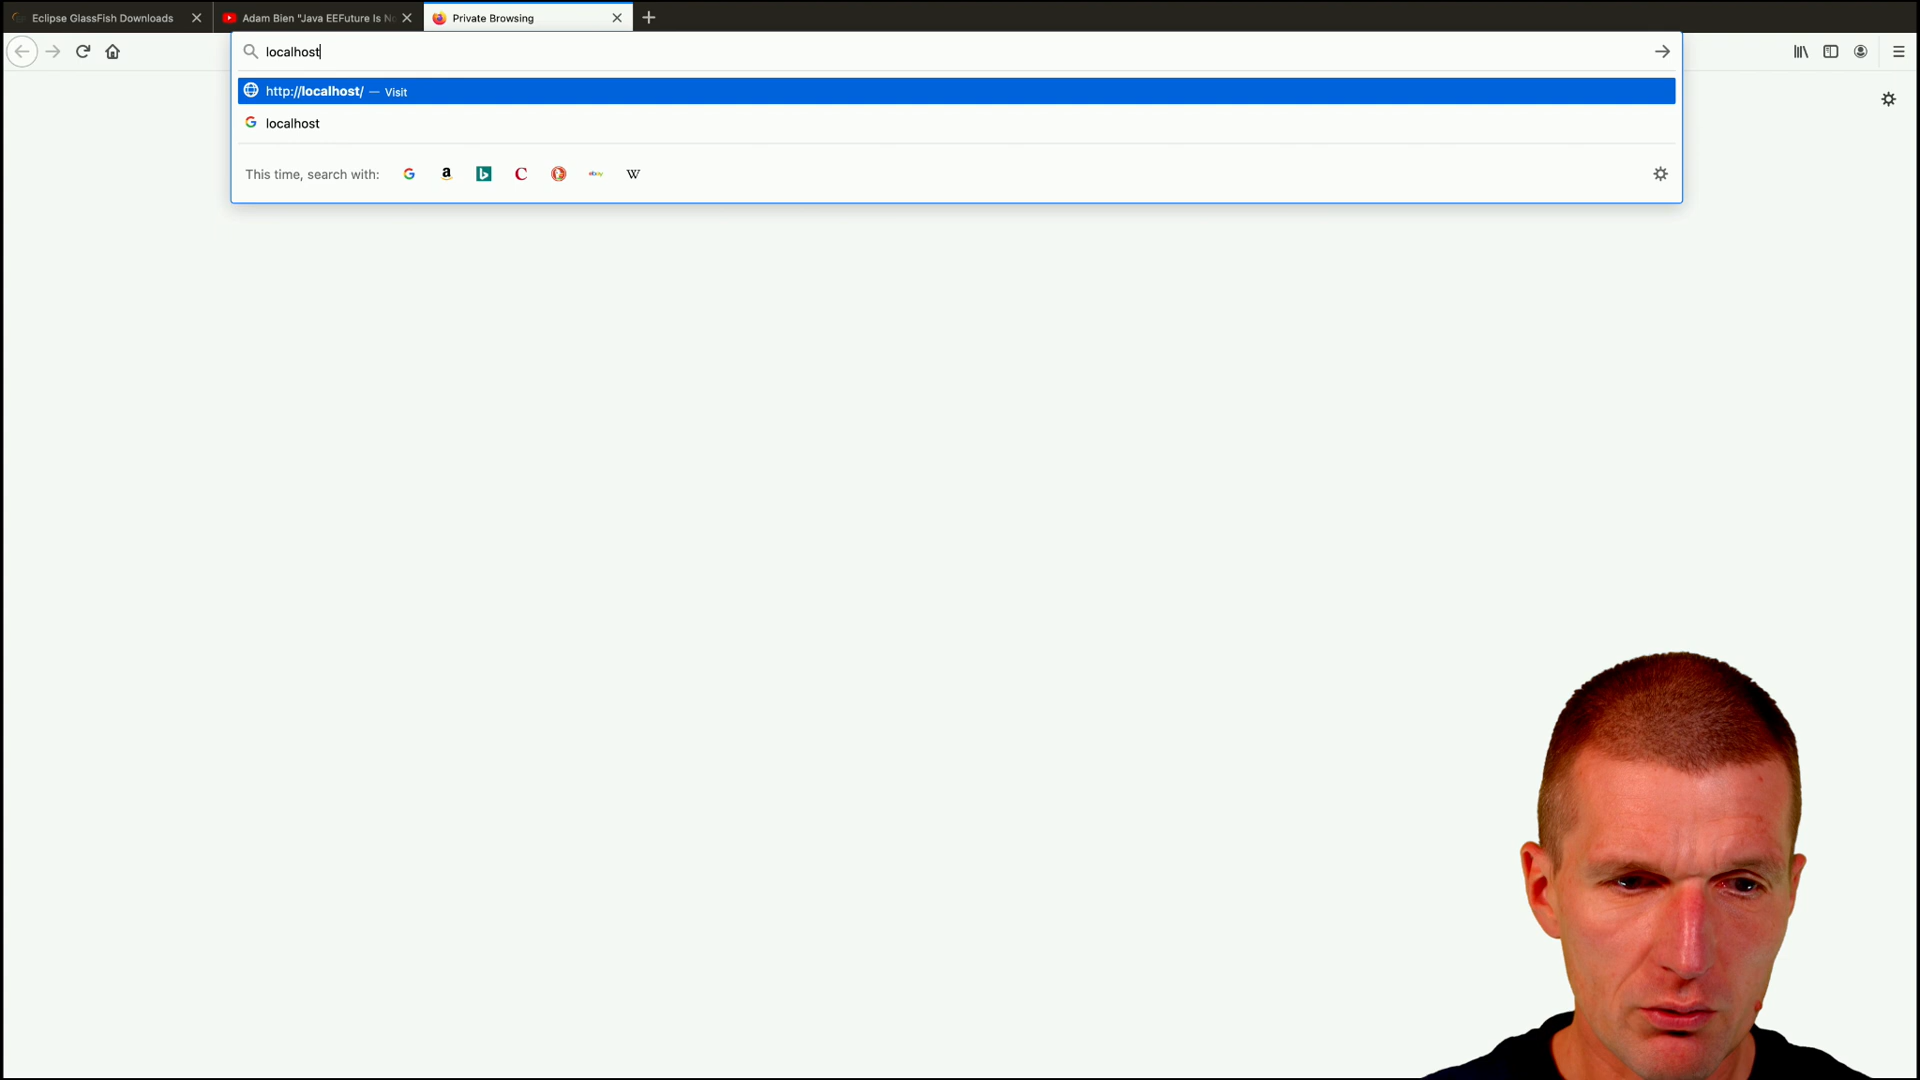 Eclipse GlassFish Downloads
Adam Bien "Java EEFuture Is N
Private Browsing
localhost
http://localhost/ — Visit
localhost
This time, search with: